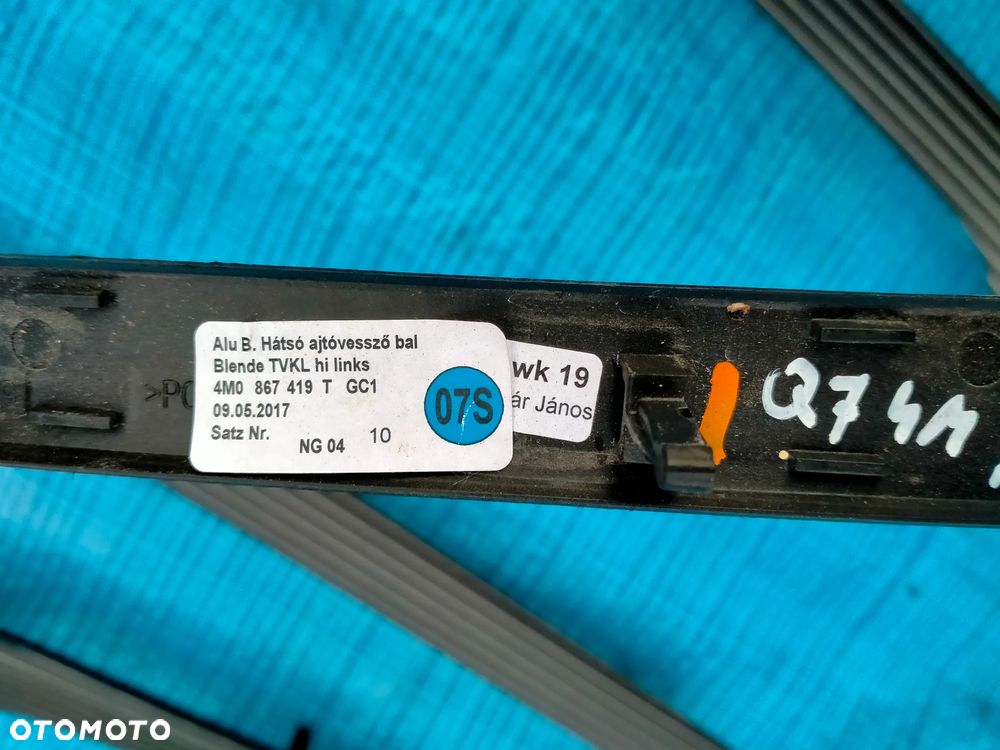 Alu B. Hátsó ajtóvessző bal
Blende TVKL hi links
4M0 867 419 T GC1
09.05.2017
Satz Nr.
NG 04
10
07S
wk 19
ár János
>PC
Q7 4M
OTOMOTO